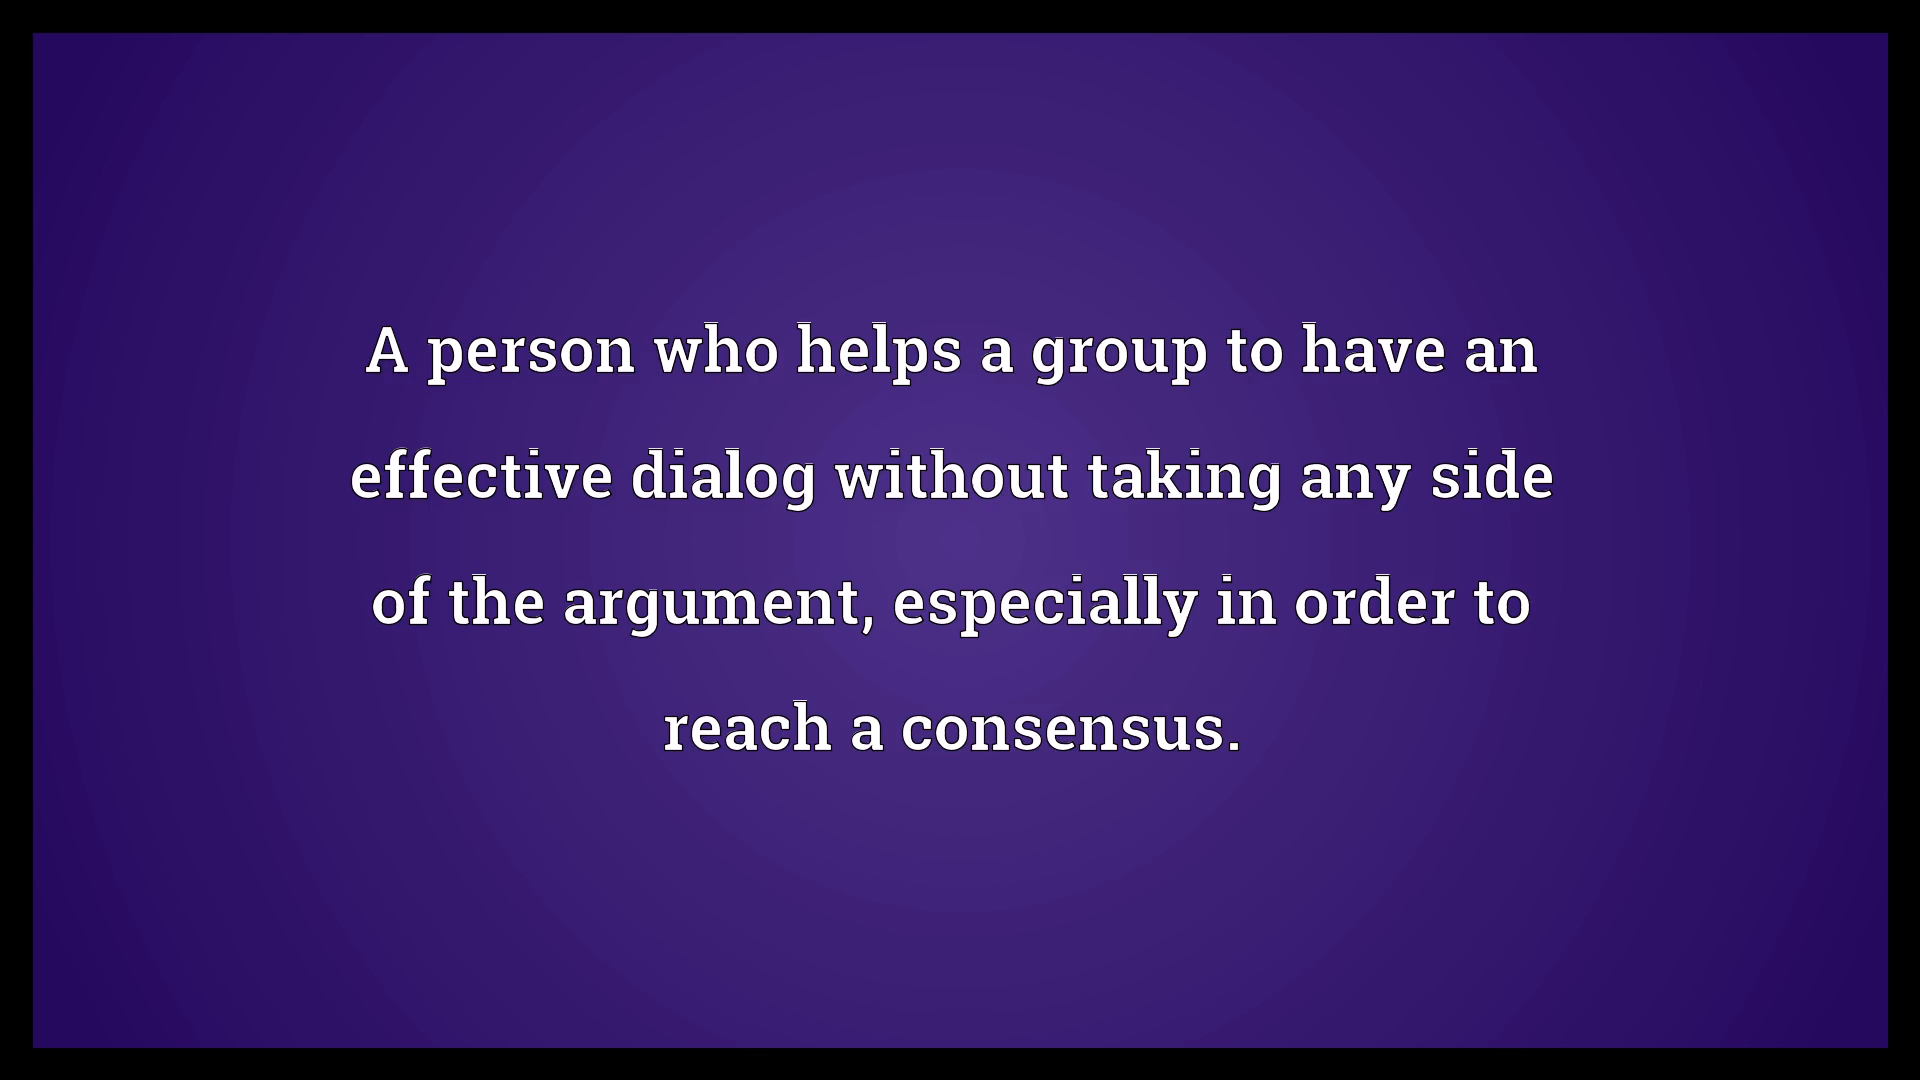 A person who helps a group to have an
effective dialog without taking any side
of the argument, especially in order to
reach a consensus.